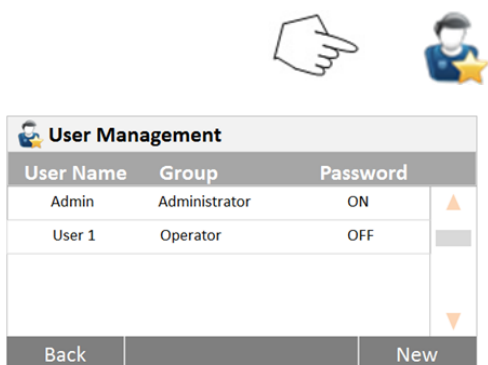 User Management
User Name Group Password
Admin Administrator ON
User 1 Operator OFF
Back New